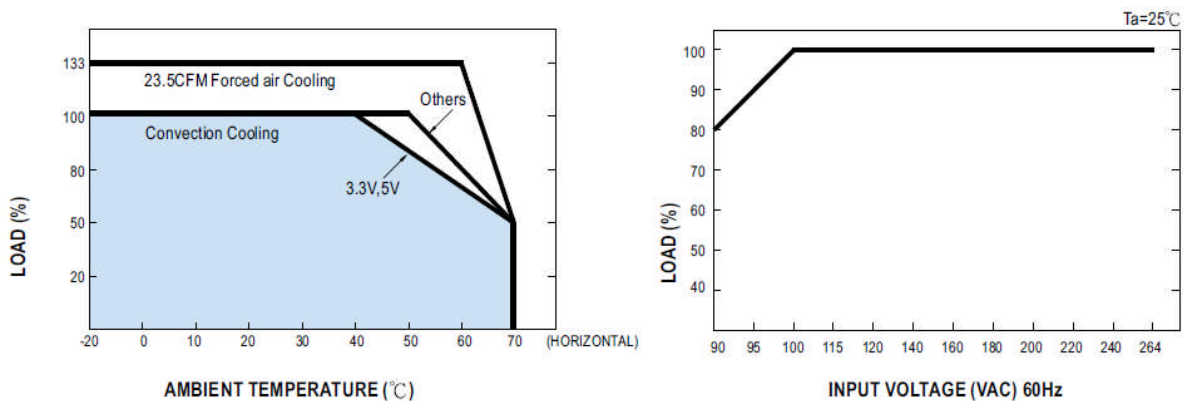 133
100
80
50
20
LOAD (%)
23.5CFM Forced air Cooling
Others
Convection Cooling
3.3V,5V
-20 0 10 20 30 40 50 60 70 (HORIZONTAL)
AMBIENT TEMPERATURE (℃)
Ta=25℃
100
90
80
70
60
50
40
LOAD (%)
90 95 100 115 120 140 160 180 200 220 240 264
INPUT VOLTAGE (VAC) 60Hz